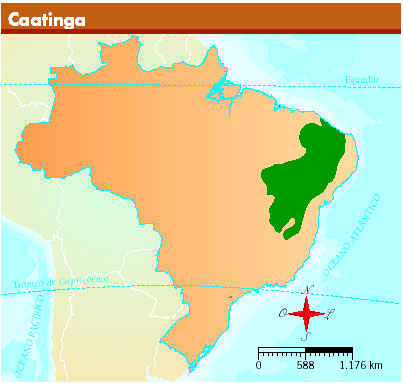 Caatinga
Equador
OCEANO ATLÂNTICO
Trópico de Capricórnio
OCEANO PACÍFICO
N
O
L
S
0 588 1.176 km